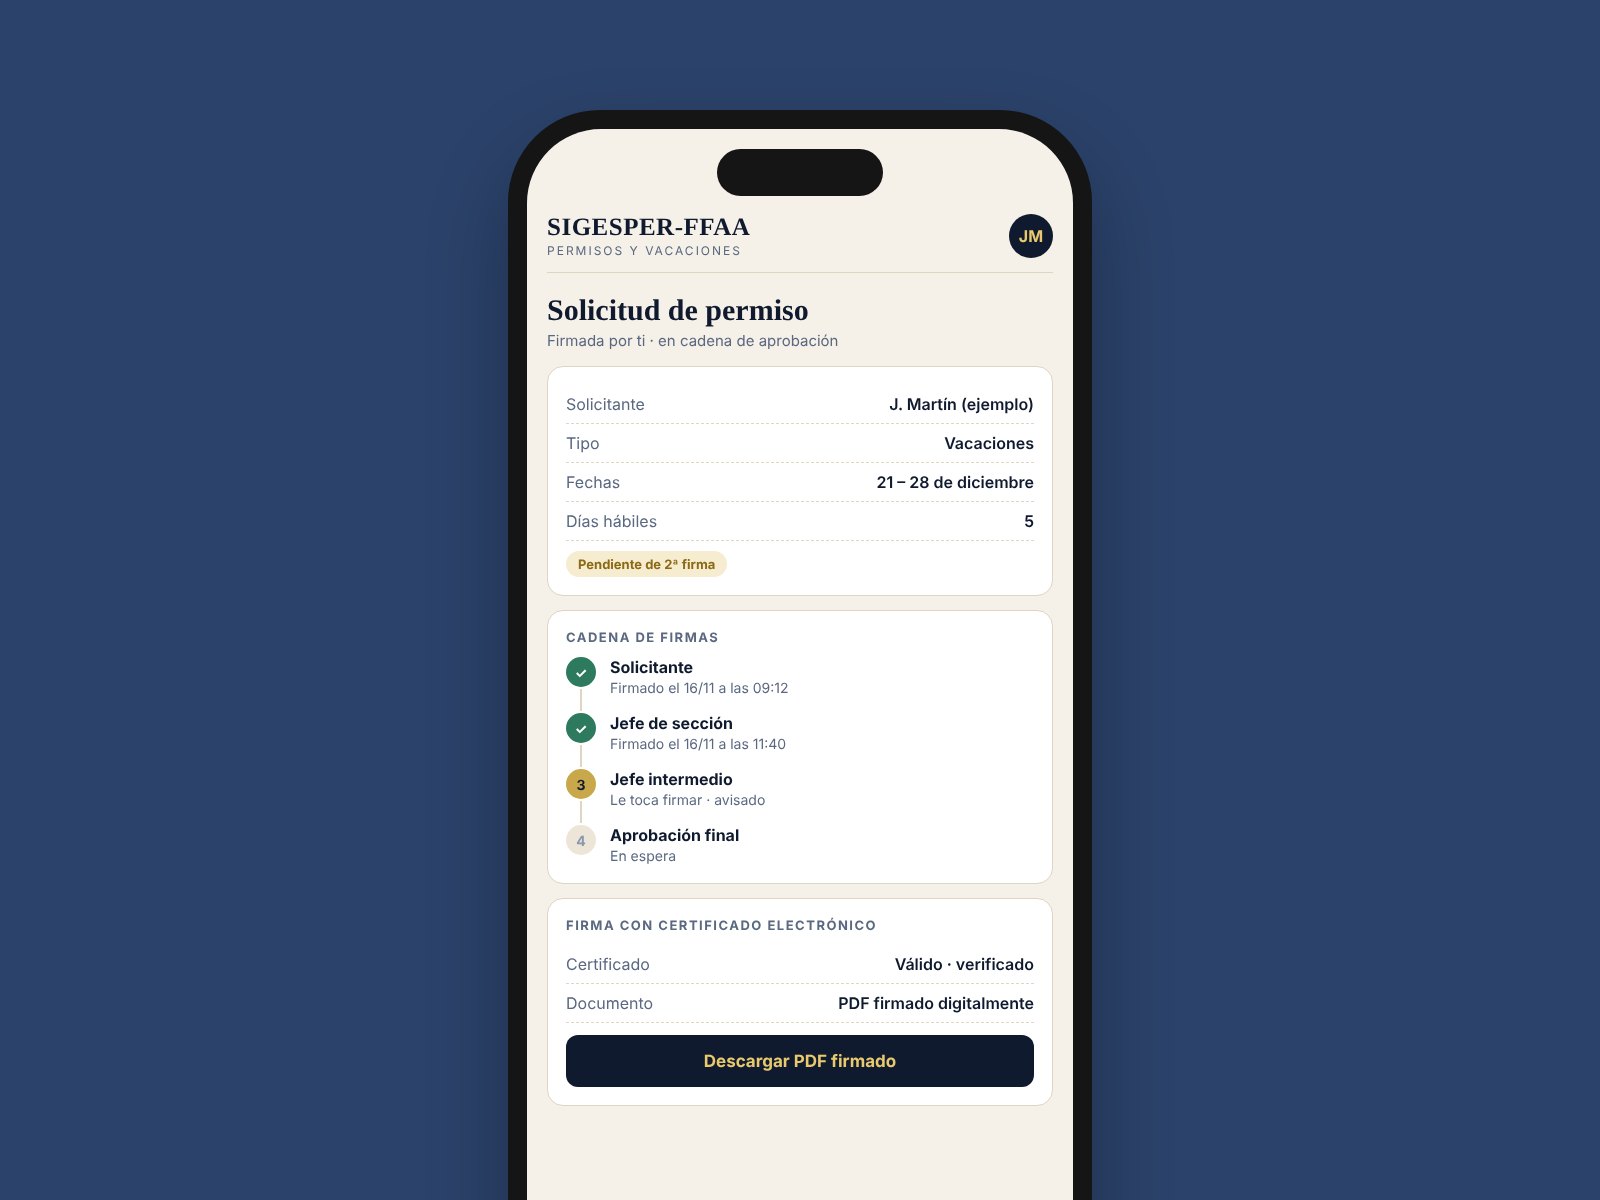 SIGESPER-FFAA
PERMISOS Y VACACIONES
JM
Solicitud de permiso
Firmada por ti · en cadena de aprobación
Solicitante J. Martín (ejemplo)
Tipo Vacaciones
Fechas 21 – 28 de diciembre
Días hábiles 5
Pendiente de 2ª firma
CADENA DE FIRMAS
Solicitante
Firmado el 16/11 a las 09:12
Jefe de sección
Firmado el 16/11 a las 11:40
3 Jefe intermedio
Le toca firmar · avisado
4 Aprobación final
En espera
FIRMA CON CERTIFICADO ELECTRÓNICO
Certificado Válido · verificado
Documento PDF firmado digitalmente
Descargar PDF firmado